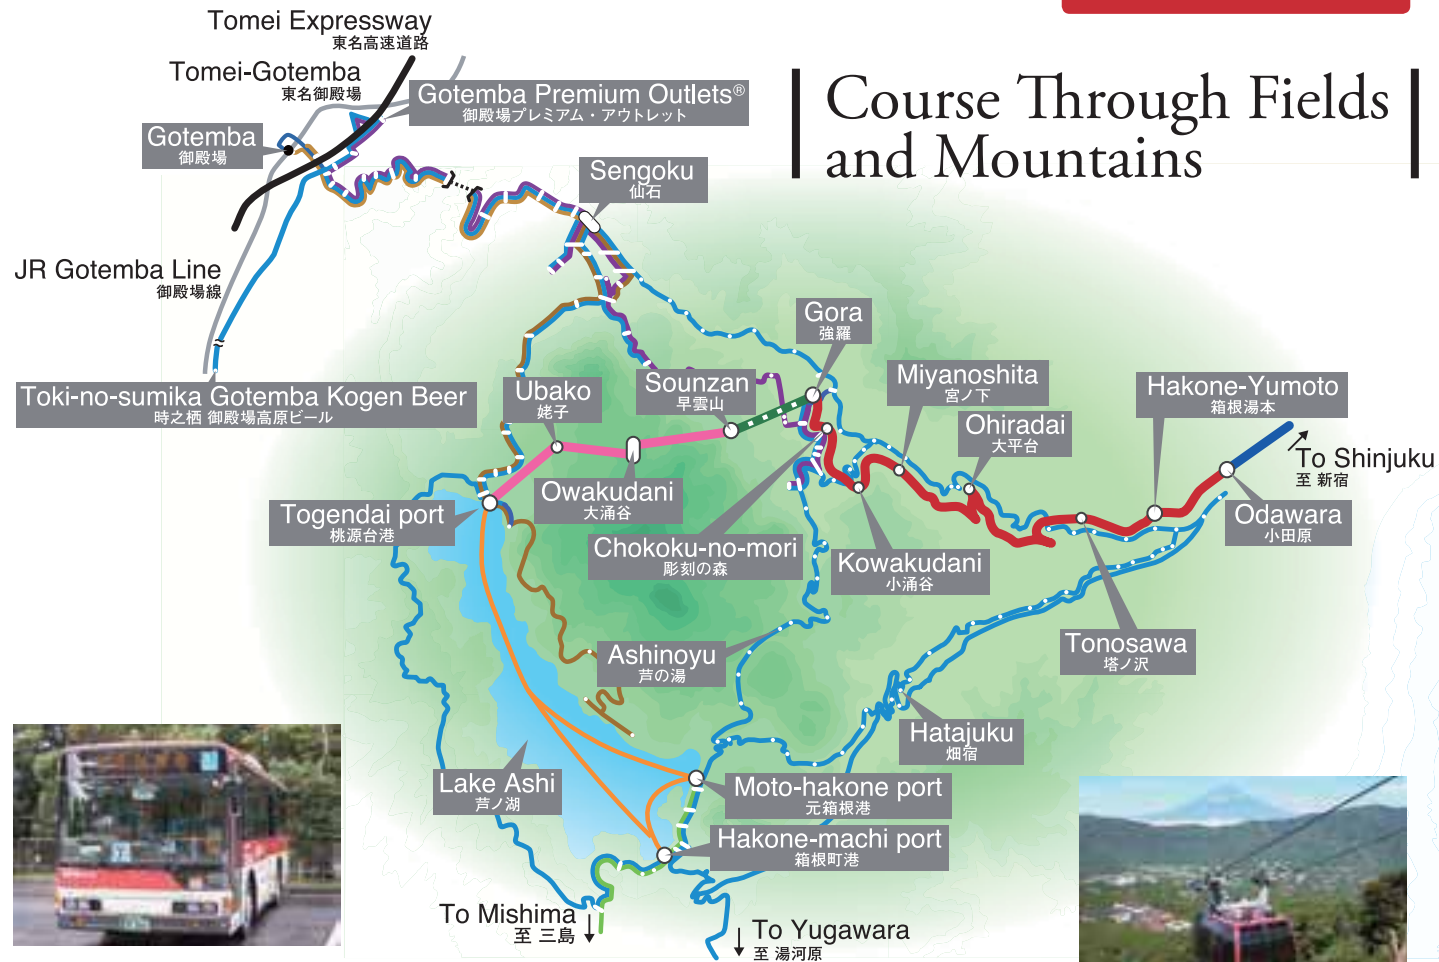 Tomei Expressway
東名高速道路
Tomei-Gotemba
東名御殿場
Gotemba Premium Outlets®
御殿場プレミアム・アウトレット
Course Through Fields
and Mountains
Gotemba
御殿場
Sengoku
仙石
JR Gotemba Line
御殿場線
Gora
強羅
Toki-no-sumika Gotemba Kogen Beer
時之栖 御殿場高原ビール
Ubako
姥子
Sounzan
早雲山
Miyanoshita
宮ノ下
Hakone-Yumoto
箱根湯本
Ohiradai
大平台
To Shinjuku
至 新宿
Owakudani
大涌谷
Togendai port
桃源台港
Odawara
小田原
Chokoku-no-mori
彫刻の森
Kowakudani
小涌谷
Ashinoyu
芦の湯
Tonosawa
塔ノ沢
Hatajuku
畑宿
Lake Ashi
芦ノ湖
Moto-hakone port
元箱根港
Hakone-machi port
箱根町港
To Mishima
至 三島
To Yugawara
至 湯河原